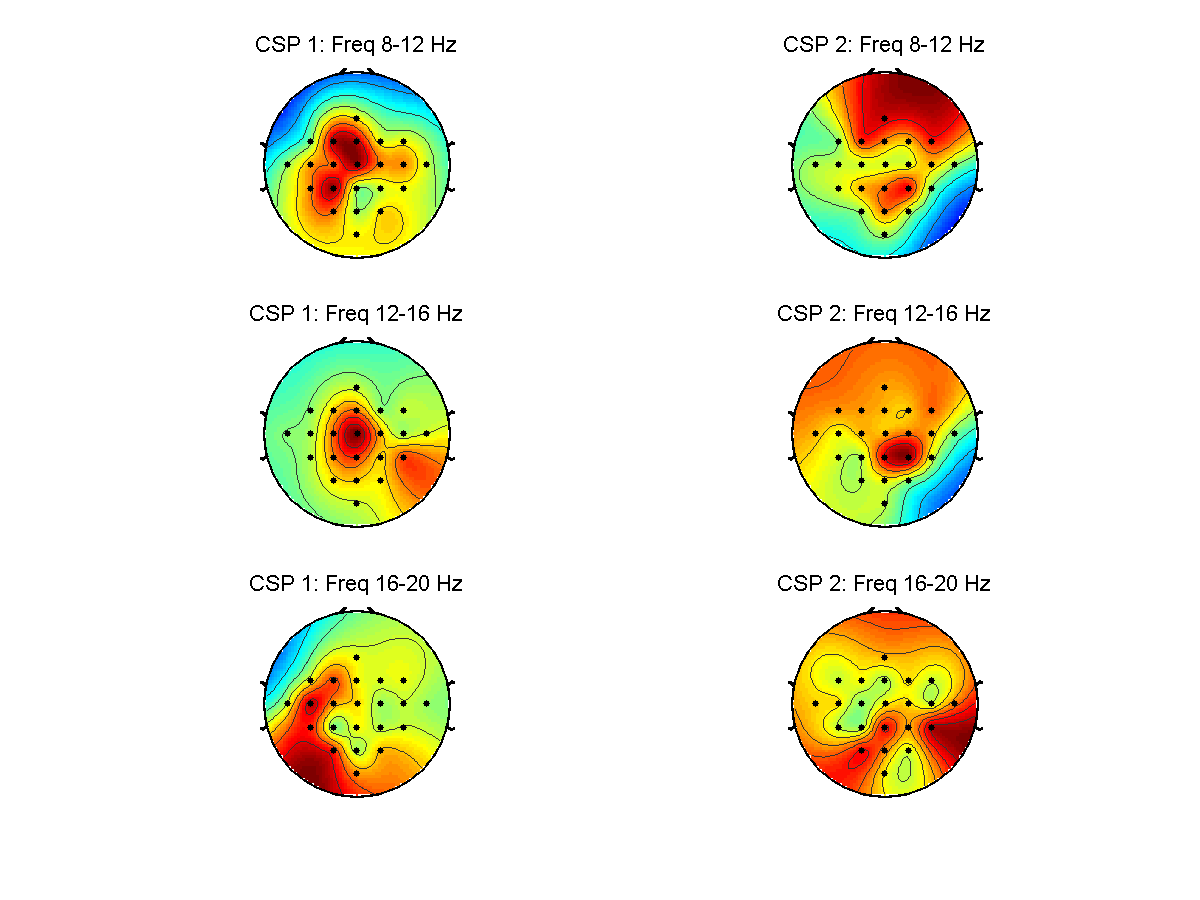 CSP 1: Freq 8-12 Hz
CSP 2: Freq 8-12 Hz
CSP 1: Freq 12-16 Hz
CSP 2: Freq 12-16 Hz
CSP 1: Freq 16-20 Hz
CSP 2: Freq 16-20 Hz